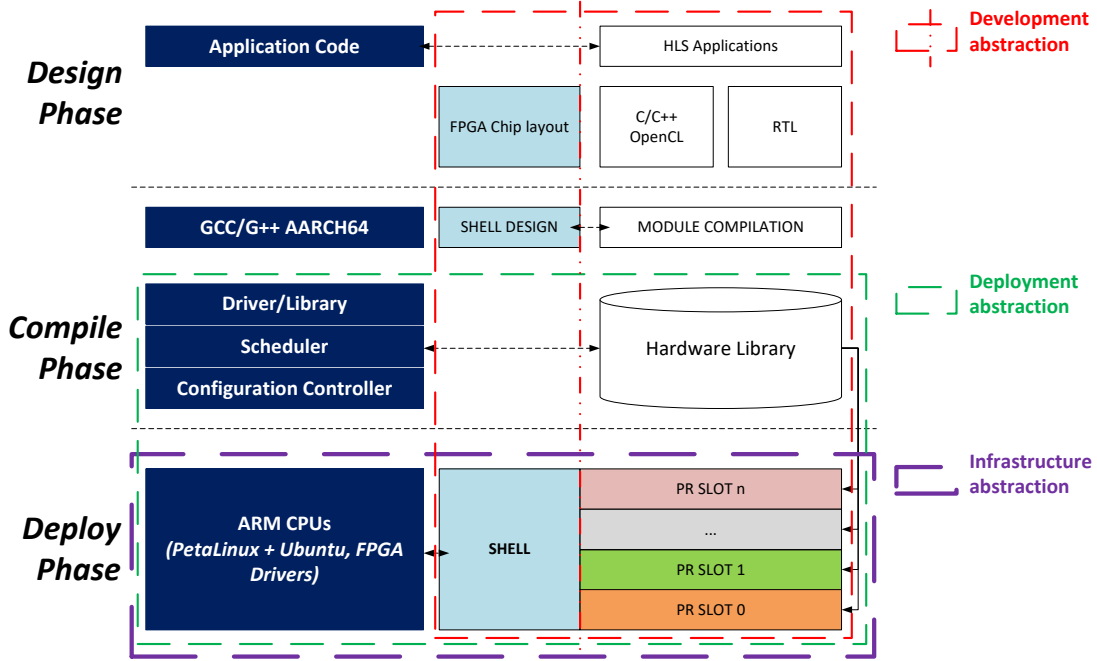 Design
Phase
Application Code
HLS Applications
FPGA Chip layout
C/C++
OpenCL
RTL
Development
abstraction
Compile
Phase
GCC/G++ AARCH64
SHELL DESIGN
MODULE COMPILATION
Driver/Library
Scheduler
Configuration Controller
Hardware Library
Deployment
abstraction
Deploy
Phase
ARM CPUs
(PetaLinux + Ubuntu, FPGA
Drivers)
SHELL
PR SLOT n
...
PR SLOT 1
PR SLOT 0
Infrastructure
abstraction